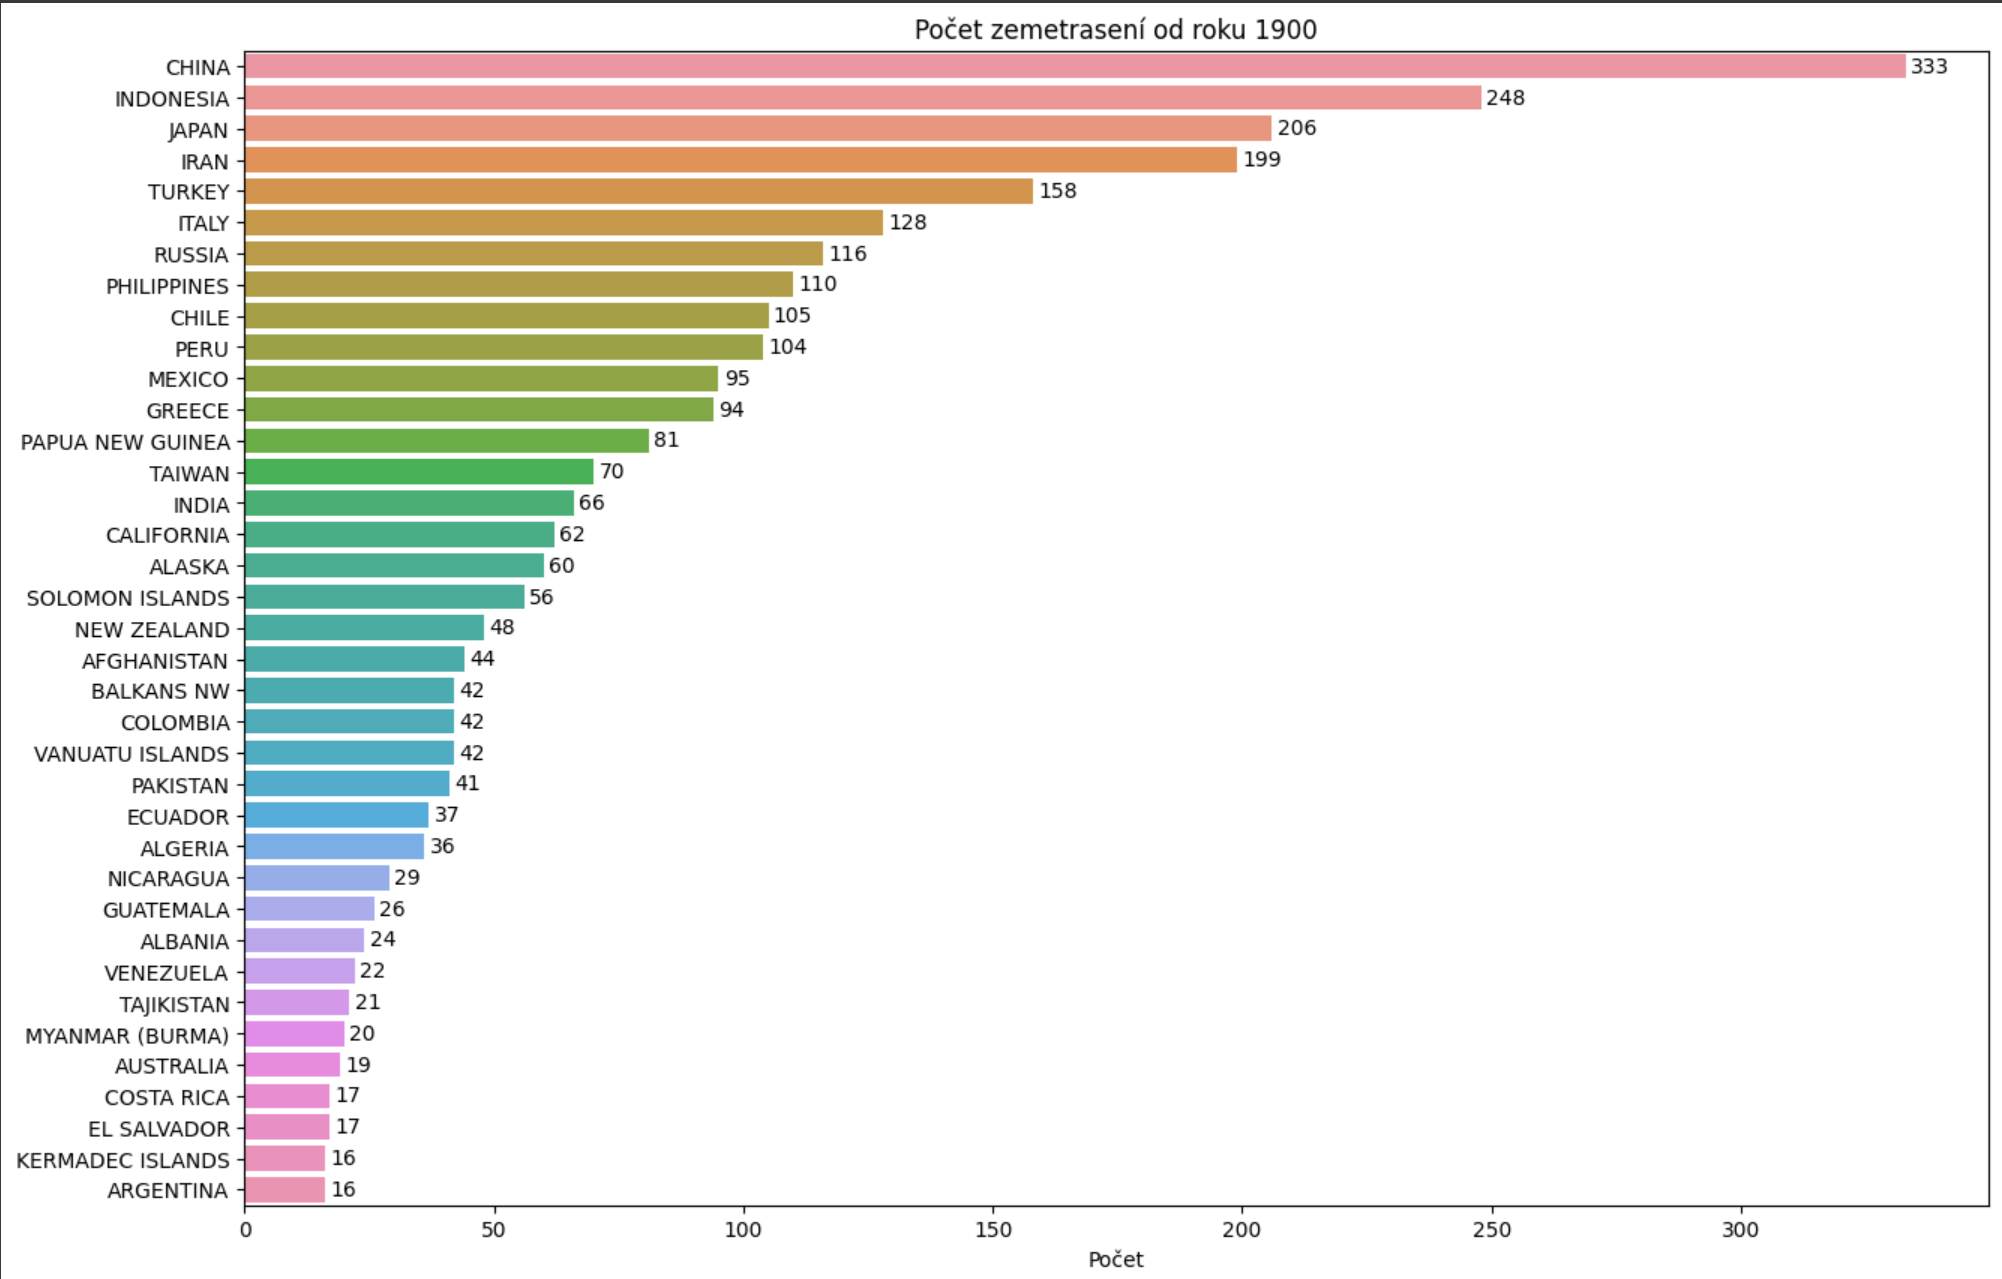 Počet zemetrasení od roku 1900
CHINA 333
INDONESIA 248
JAPAN 206
IRAN 199
TURKEY 158
ITALY 128
RUSSIA 116
PHILIPPINES 110
CHILE 105
PERU 104
MEXICO 95
GREECE 94
PAPUA NEW GUINEA 81
TAIWAN 70
INDIA 66
CALIFORNIA 62
ALASKA 60
SOLOMON ISLANDS 56
NEW ZEALAND 48
AFGHANISTAN 44
BALKANS NW 42
COLOMBIA 42
VANUATU ISLANDS 42
PAKISTAN 41
ECUADOR 37
ALGERIA 36
NICARAGUA 29
GUATEMALA 26
ALBANIA 24
VENEZUELA 22
TAJIKISTAN 21
MYANMAR (BURMA) 20
AUSTRALIA 19
COSTA RICA 17
EL SALVADOR 17
KERMADEC ISLANDS 16
ARGENTINA 16
0 50 100 150 200 250 300
Počet